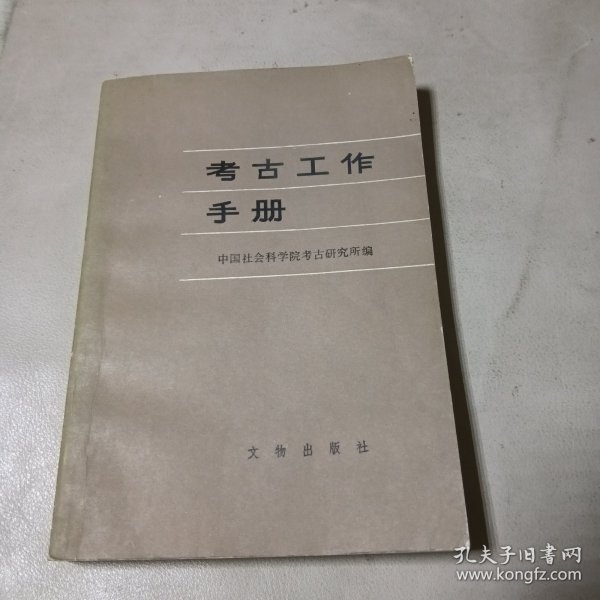 考古工作
手册
中国社会科学院考古研究所编
文物出版社
孔夫子旧書网
www.kongfz.com